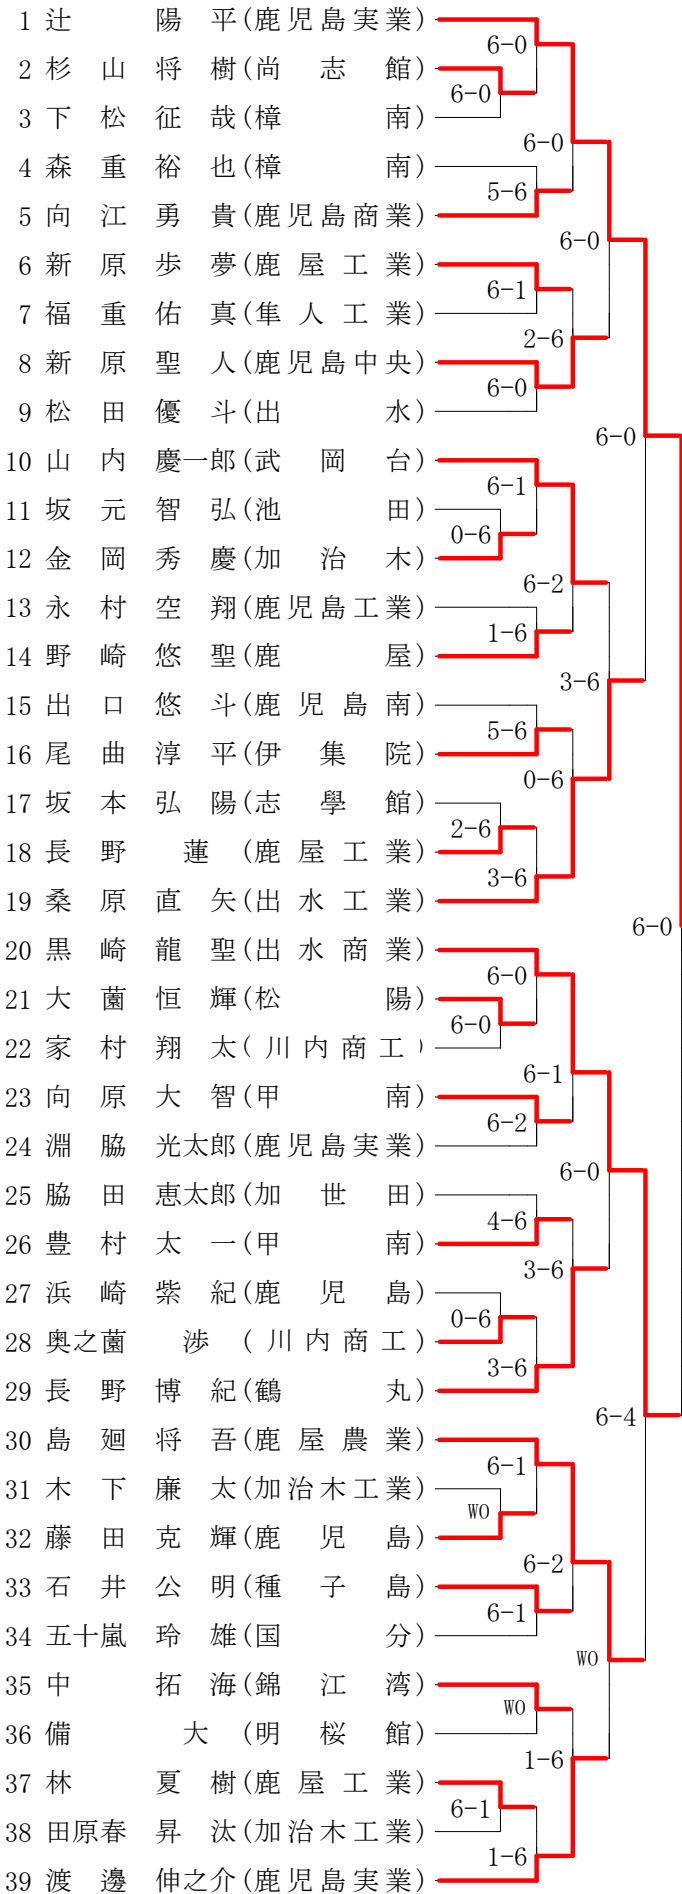 1 辻 陽 平(鹿児島実業)
6-0
2 杉 山 将 樹(尚 志 館)
6-0
3 下 松 征 哉(樟 南)
6-0
4 森 重 裕 也(樟 南)
5-6
5 向 江 勇 貴(鹿児島商業)
6-0
6 新 原 歩 夢(鹿 屋 工 業)
6-1
7 福 重 佑 真(隼 人 工 業)
2-6
8 新 原 聖 人(鹿児島中央)
6-0
9 松 田 優 斗(出 水)
6-0
10 山 内 慶一郎(武 岡 台)
6-1
11 坂 元 智 弘(池 田)
0-6
12 金 岡 秀 慶(加 治 木)
6-2
13 永 村 空 翔(鹿児島工業)
1-6
14 野 崎 悠 聖(鹿 屋)
3-6
15 出 口 悠 斗(鹿 児 島 南)
5-6
16 尾 曲 淳 平(伊 集 院)
0-6
17 坂 本 弘 陽(志 學 館)
2-6
18 長 野 蓮 (鹿 屋 工 業)
3-6
19 桑 原 直 矢(出 水 工 業)
6-0
20 黒 崎 龍 聖(出 水 商 業)
6-0
21 大 薗 恒 輝(松 陽)
6-0
22 家 村 翔 太( 川 内 商 工 )
6-1
23 向 原 大 智(甲 南)
6-2
24 淵 脇 光太郎(鹿児島実業)
6-0
25 脇 田 恵太郎(加 世 田)
4-6
26 豊 村 太 一(甲 南)
3-6
27 浜 崎 紫 紀(鹿 児 島)
0-6
28 奥之薗 渉 ( 川 内 商 工 )
3-6
29 長 野 博 紀(鶴 丸)
6-4
30 島 廻 将 吾(鹿 屋 農 業)
6-1
31 木 下 廉 太(加治木工業)
WO
32 藤 田 克 輝(鹿 児 島)
6-2
33 石 井 公 明(種 子 島)
6-1
34 五十嵐 玲 雄(国 分)
WO
35 中 拓 海(錦 江 湾)
WO
36 備 大 (明 桜 館)
1-6
37 林 夏 樹(鹿 屋 工 業)
6-1
38 田原春 昇 汰(加治木工業)
1-6
39 渡 邊 伸之介(鹿児島実業)